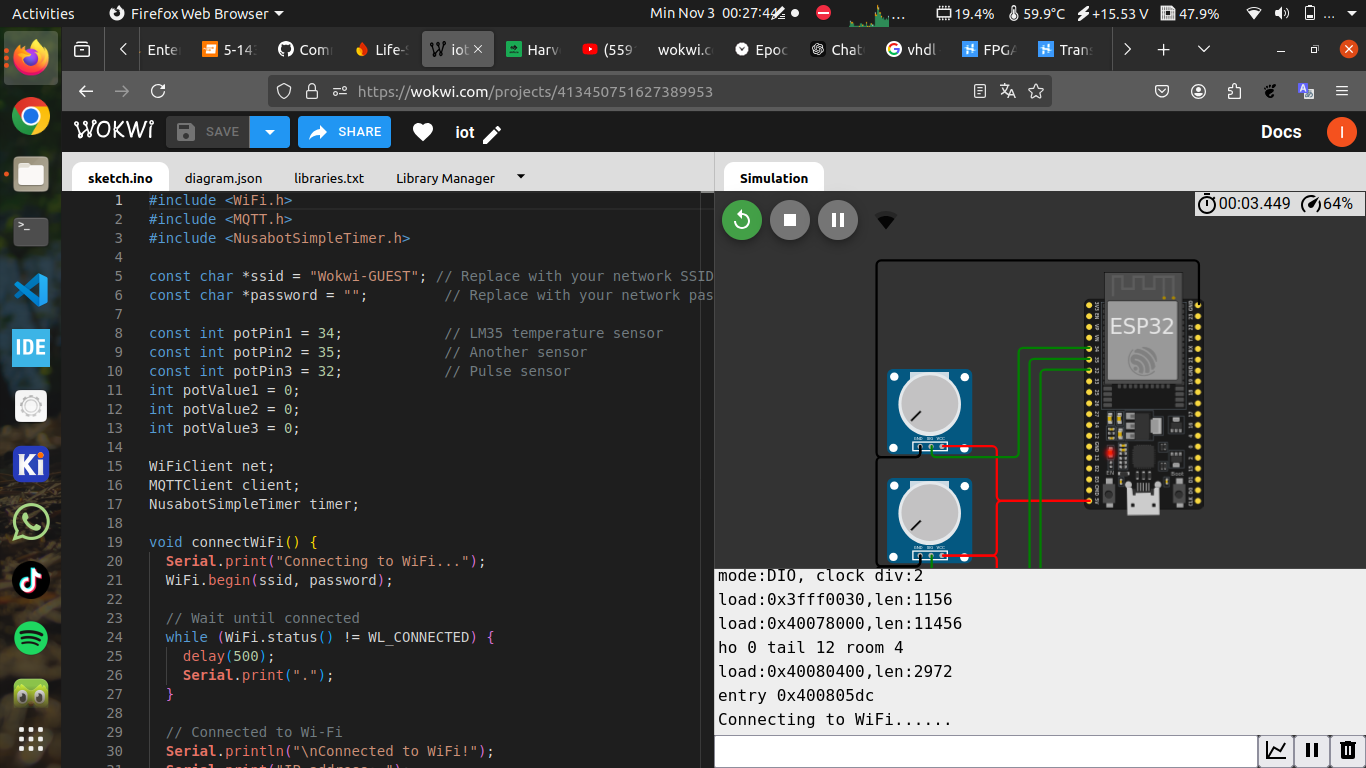 Activities
Firefox Web Browser
Min Nov 3 00:27:44
...
19.4%
59.9°C
+15.53 V
47.9%
...
Enter
5-14
Com
Life-S
iot
Harv
(559
wokwi.c
Epoc
Chat
vhdl
FPGA
Tran
https://wokwi.com/projects/413450751627389953
WOKWI
SAVE
SHARE
iot
Docs
I
sketch.ino
diagram.json
libraries.txt
Library Manager
Simulation
1 #include <WiFi.h>
2 #include <MQTT.h>
3 #include <NusabotSimpleTimer.h>
4
5 const char *ssid = "Wokwi-GUEST"; // Replace with your network SSID
6 const char *password = ""; // Replace with your network pas
7
8 const int potPin1 = 34; // LM35 temperature sensor
9 const int potPin2 = 35; // Another sensor
10 const int potPin3 = 32; // Pulse sensor
11 int potValue1 = 0;
12 int potValue2 = 0;
13 int potValue3 = 0;
14
15 WiFiClient net;
16 MQTTClient client;
17 NusabotSimpleTimer timer;
18
19 void connectWiFi() {
20 Serial.print("Connecting to WiFi...");
21 WiFi.begin(ssid, password);
22
23 // Wait until connected
24 while (WiFi.status() != WL_CONNECTED) {
25 delay(500);
26 Serial.print(".");
27 }
28
29 // Connected to Wi-Fi
30 Serial.println("\nConnected to WiFi!");
00:03.449
64%
ESP32
GND SIG VCC
GND SIG VCC
mode:DIO, clock div:2
load:0x3fff0030,len:1156
load:0x40078000,len:11456
ho 0 tail 12 room 4
load:0x40080400,len:2972
entry 0x400805dc
Connecting to WiFi......
IDE
Ki